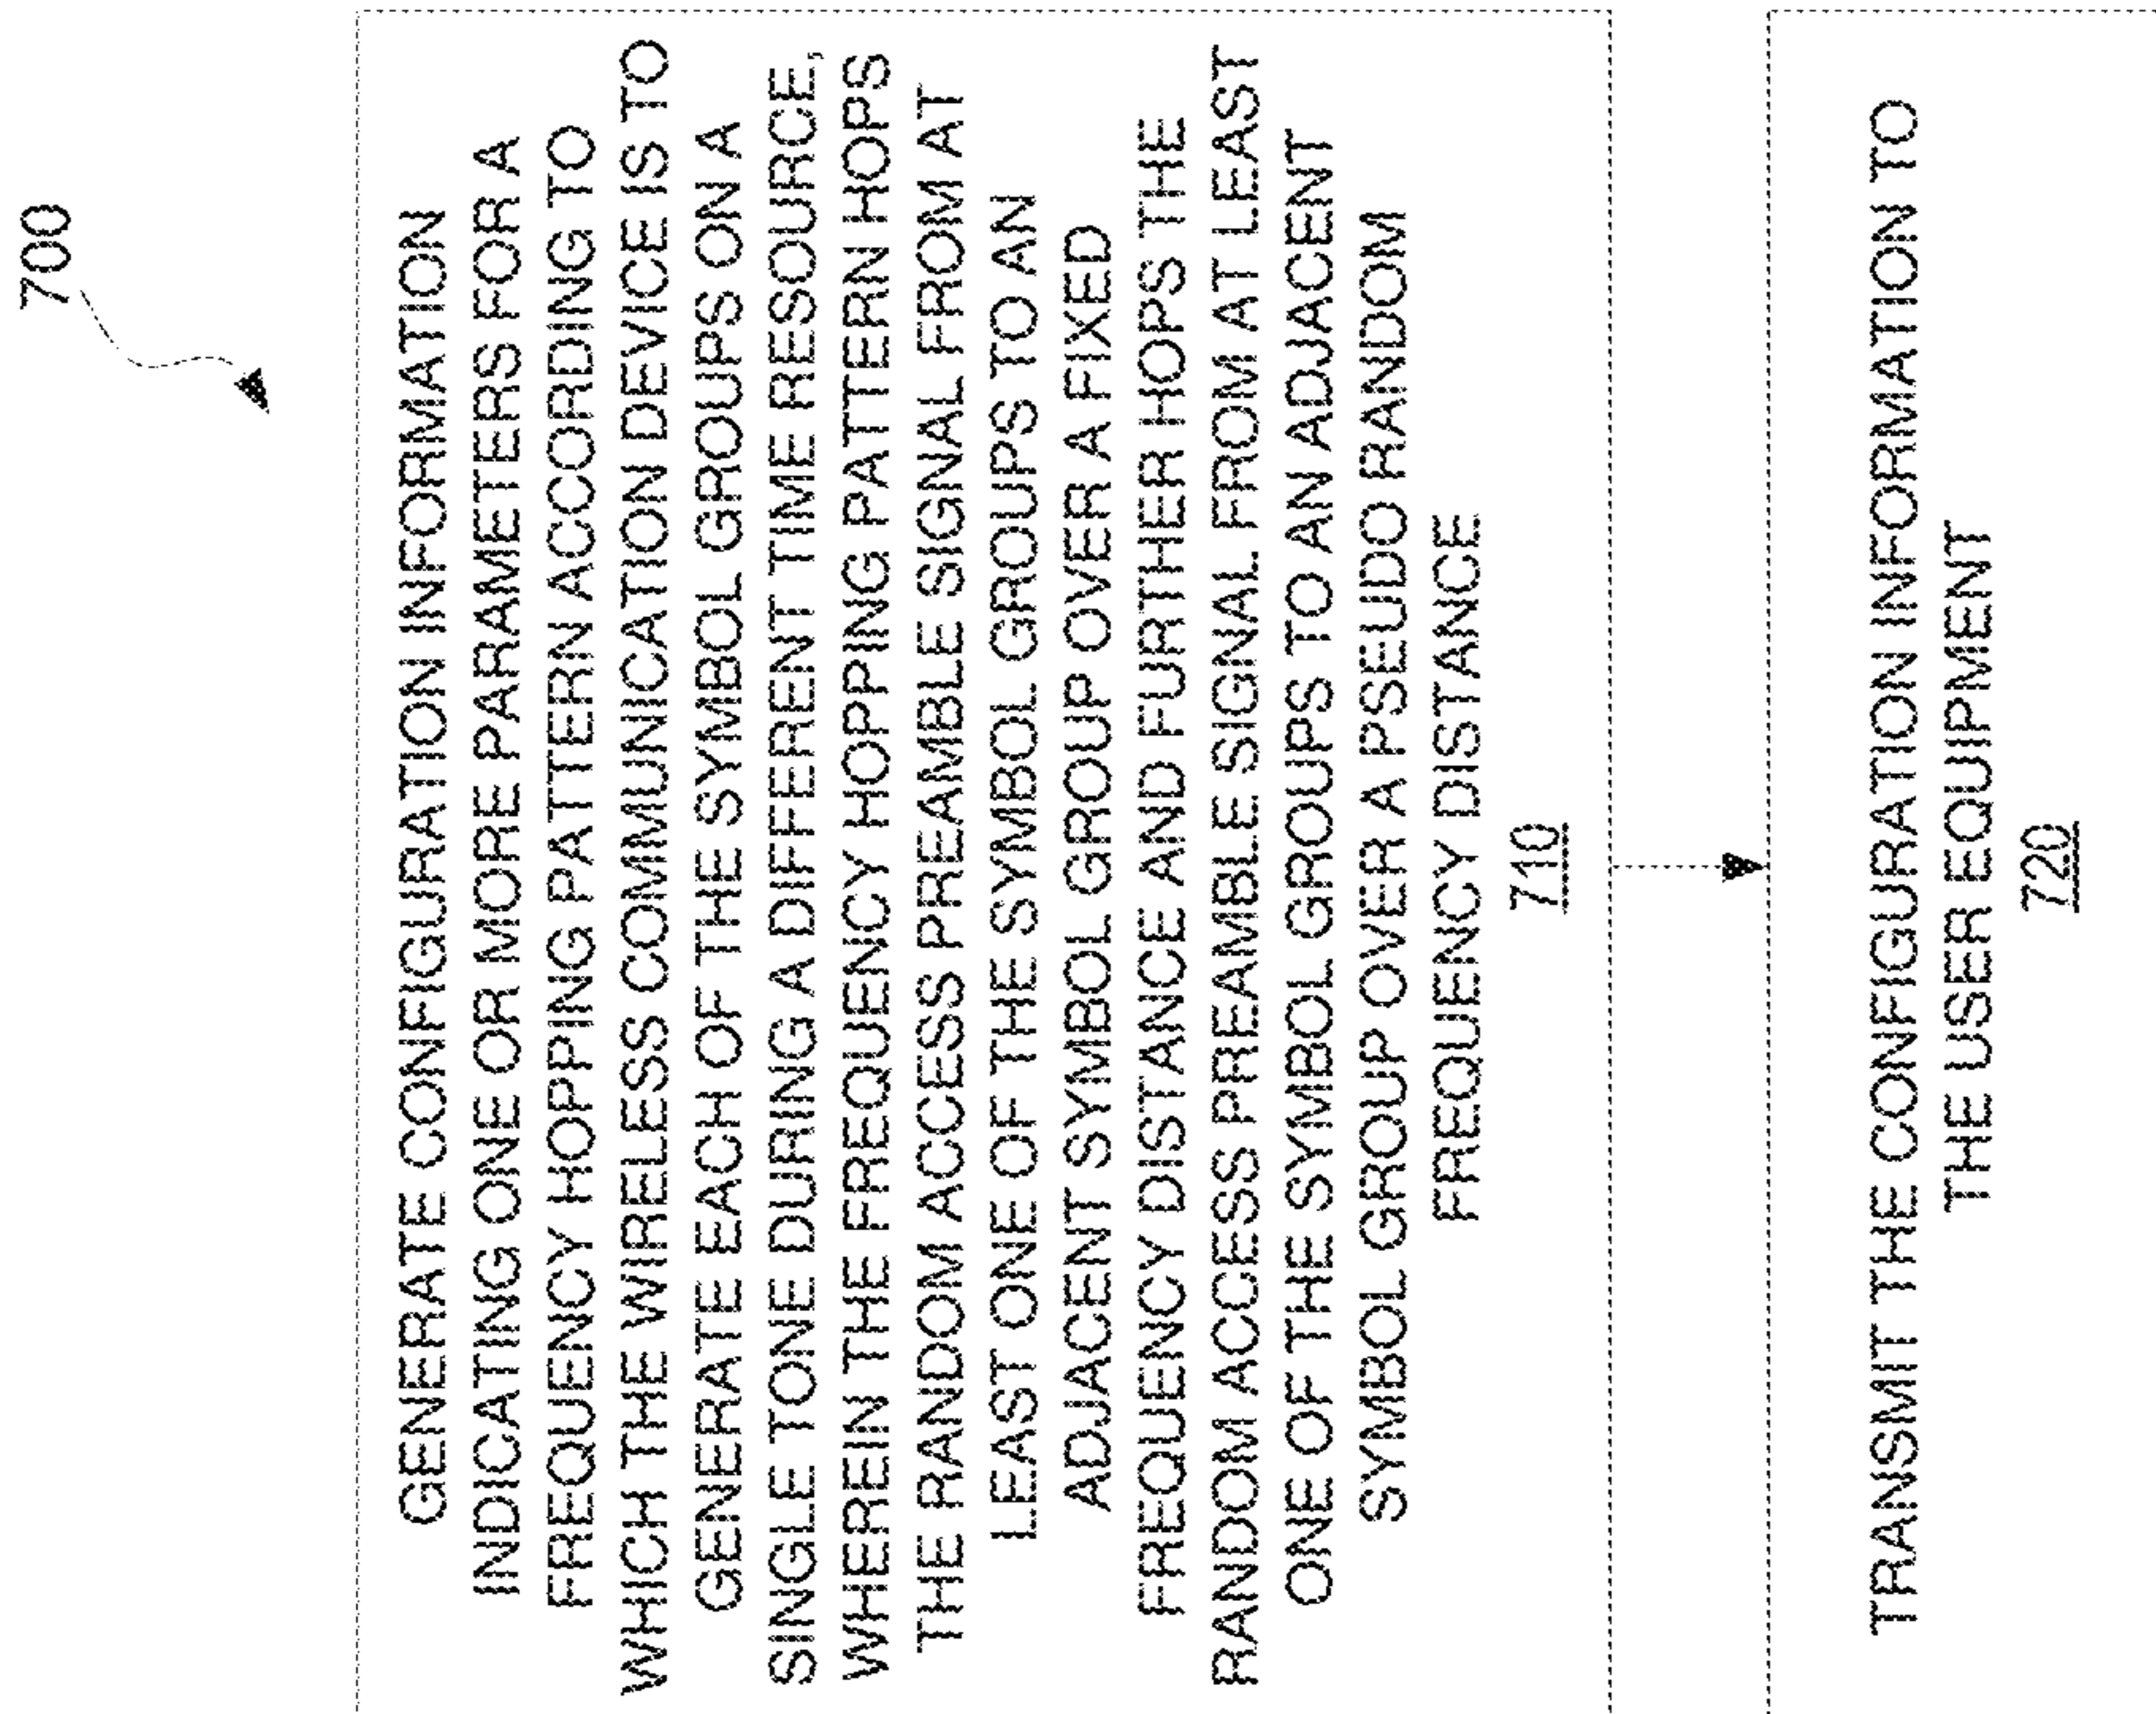 700
GENERATE CONFIGURATION INFORMATION
INDICATING ONE OR MORE PARAMETERS FOR A
FREQUENCY HOPPING PATTERN ACCORDING TO
WHICH THE WIRELESS COMMUNICATION DEVICE IS TO
GENERATE EACH OF THE SYMBOL GROUPS ON A
SINGLE TONE DURING A DIFFERENT TIME RESOURCE,
WHEREIN THE FREQUENCY HOPPING PATTERN HOPS
THE RANDOM ACCESS PREAMBLE SIGNAL FROM AT
LEAST ONE OF THE SYMBOL GROUPS TO AN
ADJACENT SYMBOL GROUP OVER A FIXED
FREQUENCY DISTANCE AND FURTHER HOPS THE
RANDOM ACCESS PREAMBLE SIGNAL FROM AT LEAST
ONE OF THE SYMBOL GROUPS TO AN ADJACENT
SYMBOL GROUP OVER A PSEUDO RANDOM
FREQUENCY DISTANCE
710
TRANSMIT THE CONFIGURATION INFORMATION TO
THE USER EQUIPMENT
720